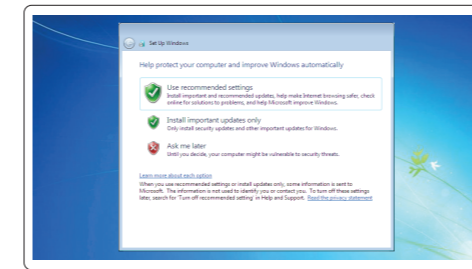 Set Up Windows
Help protect your computer and improve Windows automatically
Use recommended settings
Install important and recommended updates, help make Internet browsing safer, check
online for solutions to problems, and help Microsoft improve Windows.
Install important updates only
Only install security updates and other important updates for Windows.
Ask me later
Until you decide, your computer might be vulnerable to security threats.
Learn more about each option
When you use recommended settings or install updates only, some information is sent to
Microsoft. The information is not used to identify you or contact you. To turn off these settings
later, search for 'Turn off recommended setting' in Help and Support. Read the privacy statement